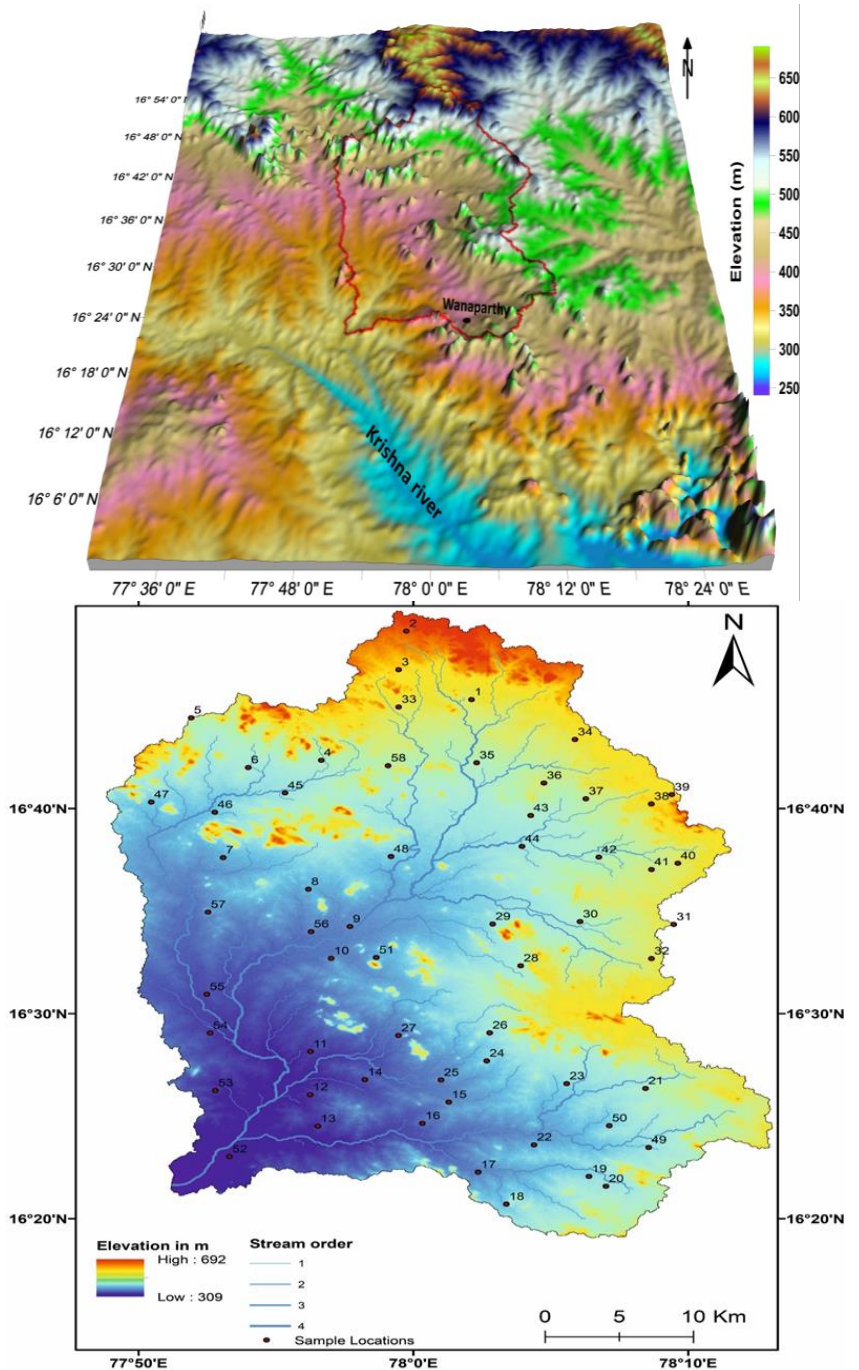 N
16° 54' 0" N
16° 48' 0" N
16° 42' 0" N
16° 36' 0" N
16° 30' 0" N
16° 24' 0" N
16° 18' 0" N
16° 12' 0" N
16° 6' 0" N
Elevation (m)
650
600
550
500
450
400
350
300
250
Wanaparthy
Krishna river
77° 36' 0" E
77° 48' 0" E
78° 0' 0" E
78° 12' 0" E
78° 24' 0" E
N
2
3
1
33
5
34
4
58
35
6
36
45
37
39
38
47
46
43
16°40'N
16°40'N
44
48
42
7
40
41
8
57
9
29
30
31
56
10
51
28
32
55
16°30'N
16°30'N
54
27
26
11
24
14
25
23
21
53
12
15
13
16
50
22
49
52
17
19
20
18
16°20'N
16°20'N
Elevation in m
High : 692
Low : 309
Stream order
1
2
3
4
Sample Locations
0 5 10 Km
77°50'E
78°0'E
78°10'E